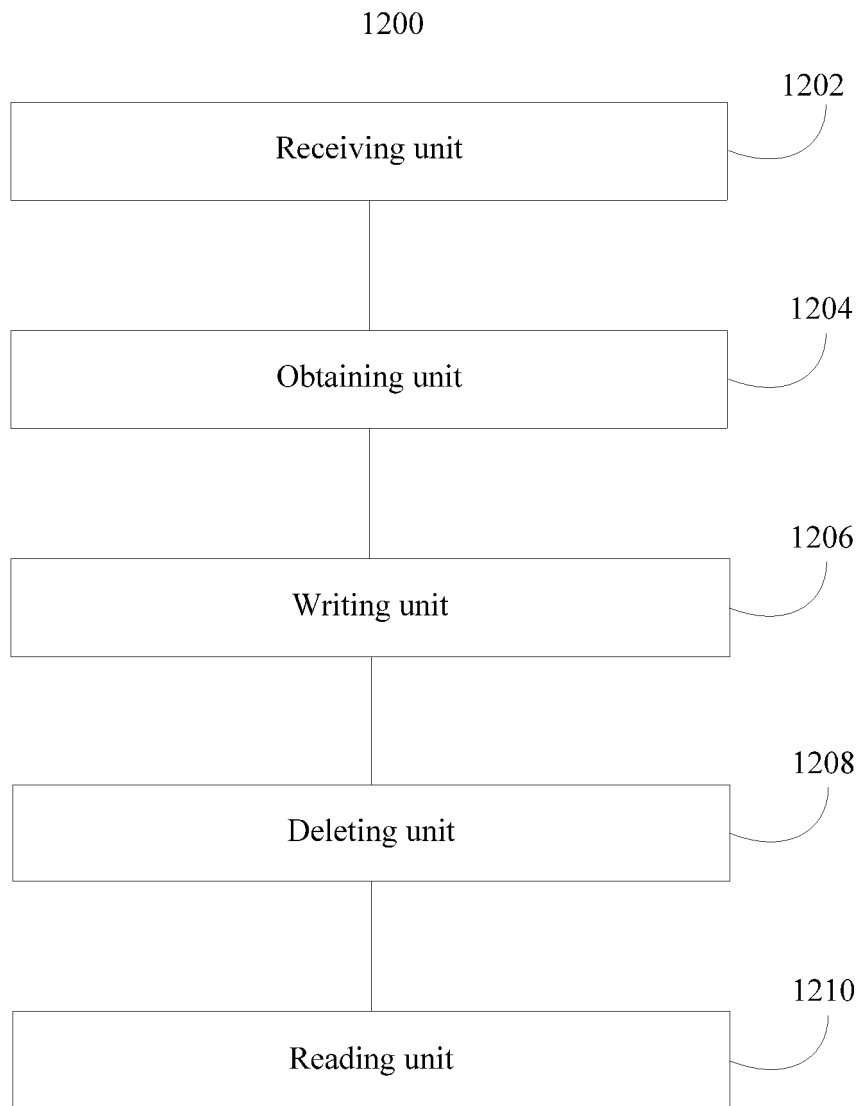 1200
1202
Receiving unit
1204
Obtaining unit
1206
Writing unit
1208
Deleting unit
1210
Reading unit